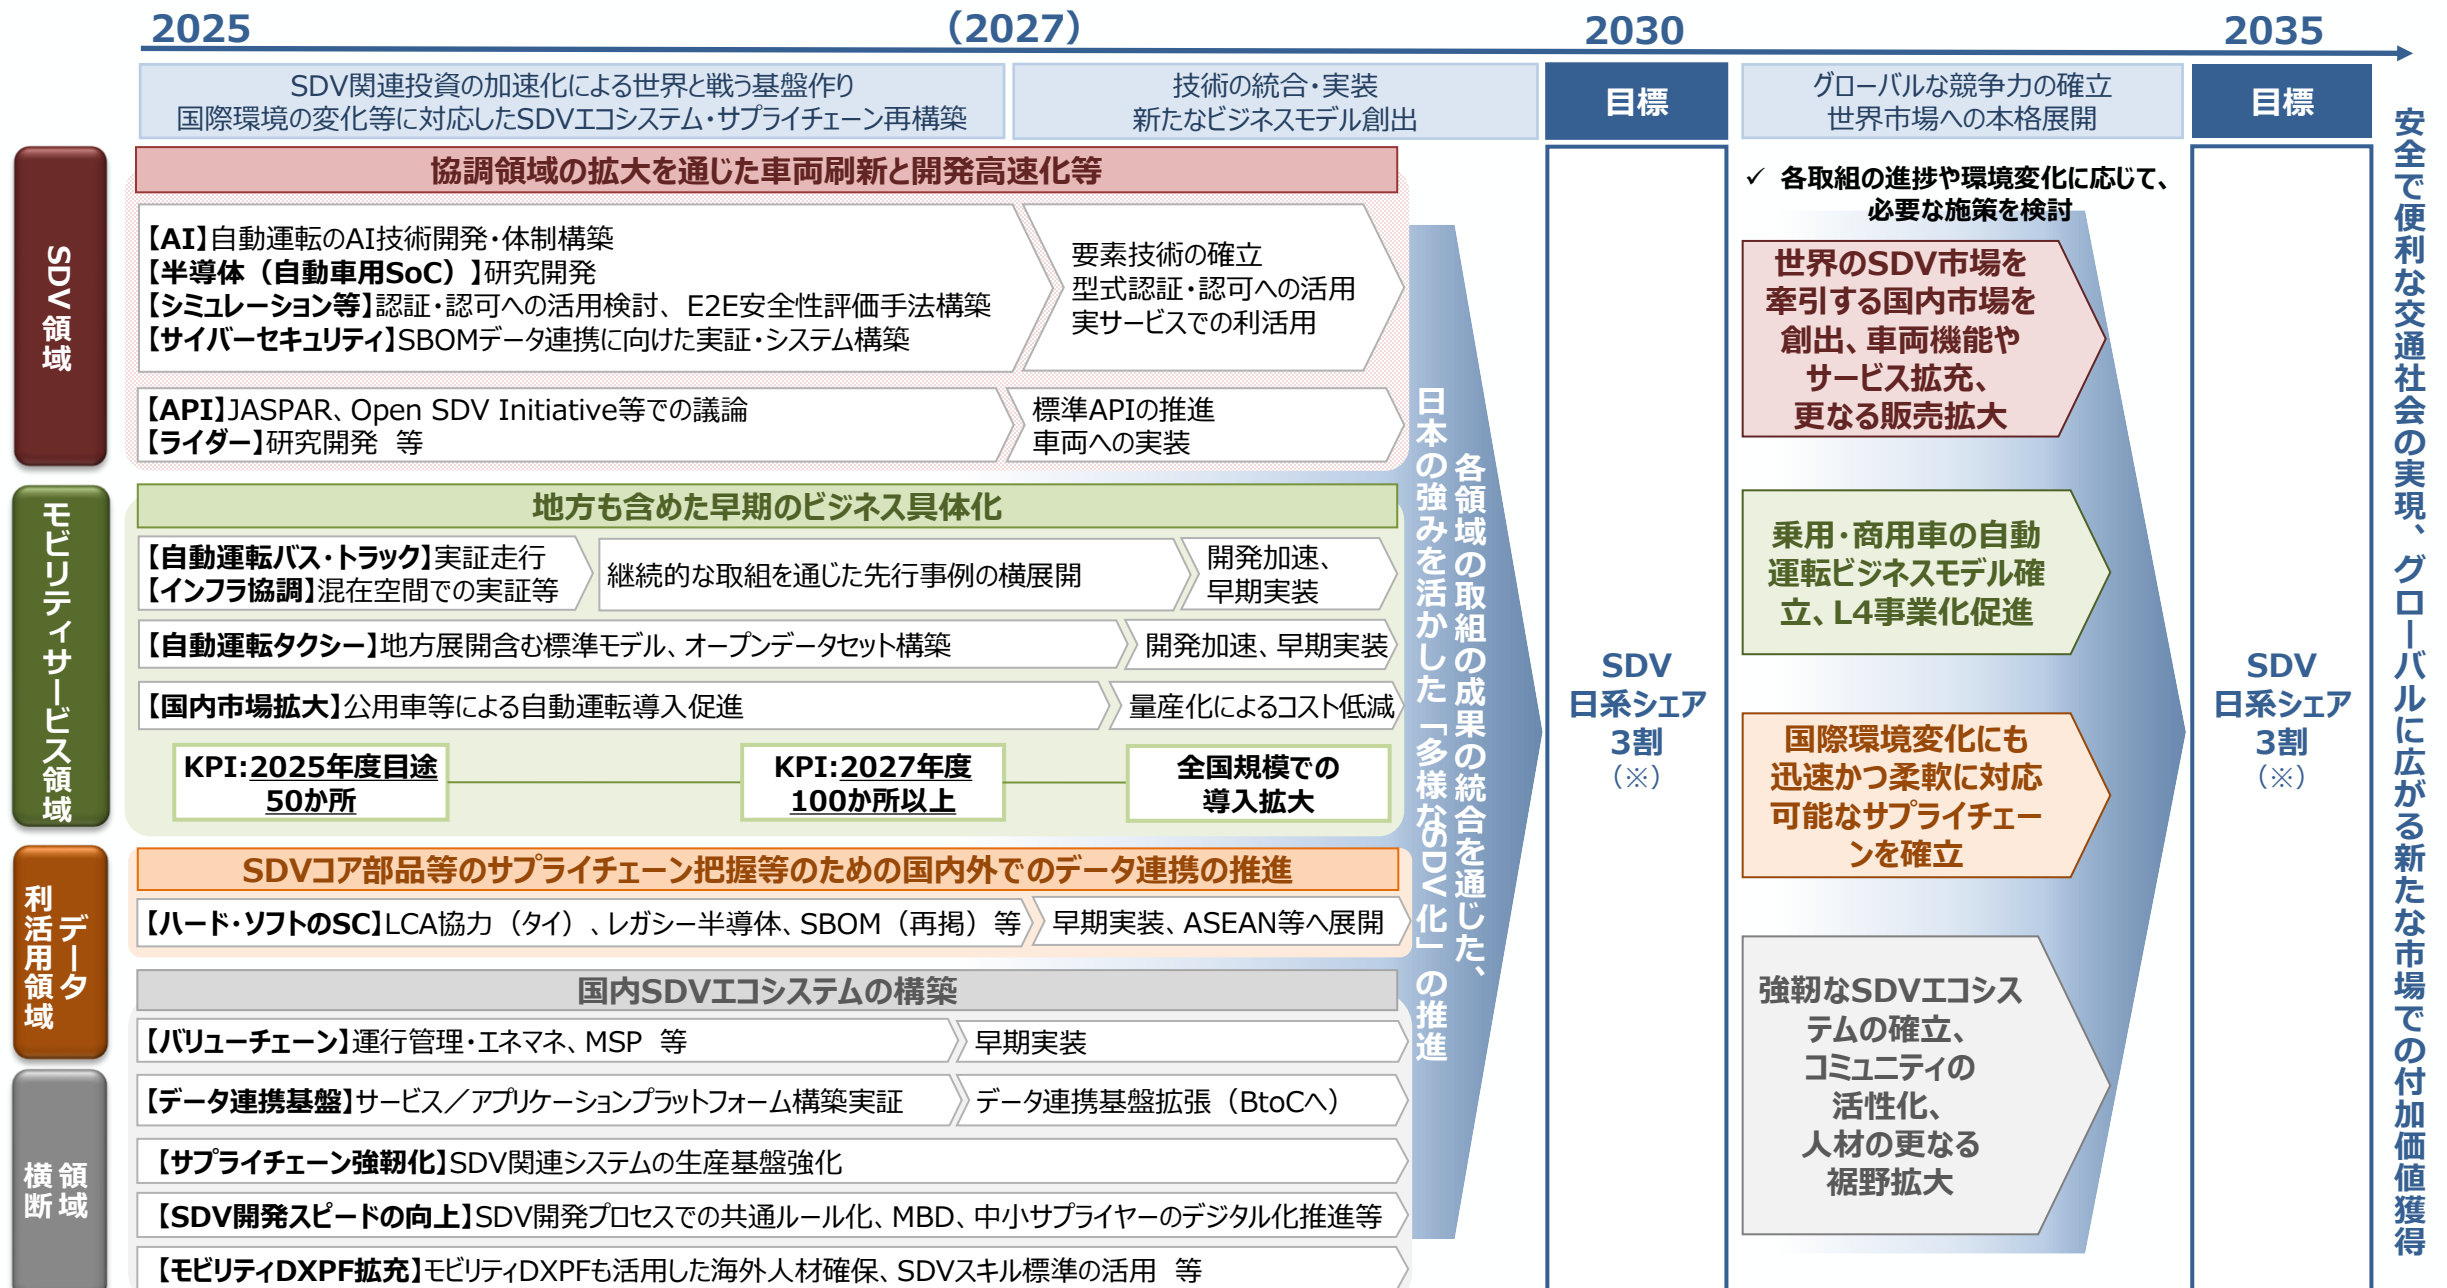 2025
（2027）
2030
2035
SDV関連投資の加速化による世界と戦う基盤作り
国際環境の変化等に対応したSDVエコシステム・サプライチェーン再構築
技術の統合・実装
新たなビジネスモデル創出
目標
グローバルな競争力の確立
世界市場への本格展開
目標
SDV領域
協調領域の拡大を通じた車両刷新と開発高速化等
【AI】自動運転のAI技術開発・体制構築
【半導体（自動車用SoC）】研究開発
【シミュレーション等】認証・認可への活用検討、E2E安全性評価手法構築
【サイバーセキュリティ】SBOMデータ連携に向けた実証・システム構築
要素技術の確立
型式認証・認可への活用
実サービスでの利活用
【API】JASPAR、Open SDV Initiative等での議論
【ライダー】研究開発　等
標準APIの推進
車両への実装
モビリティサービス領域
地方も含めた早期のビジネス具体化
【自動運転バス・トラック】実証走行
【インフラ協調】混在空間での実証等
継続的な取組を通じた先行事例の横展開
開発加速、
早期実装
【自動運転タクシー】地方展開含む標準モデル、オープンデータセット構築
開発加速、早期実装
【国内市場拡大】公用車等による自動運転導入促進
量産化によるコスト低減
KPI:2025年度目途
50か所
KPI:2027年度
100か所以上
全国規模での
導入拡大
データ
利活用領域
SDVコア部品等のサプライチェーン把握等のための国内外でのデータ連携の推進
【ハード・ソフトのSC】LCA協力（タイ）、レガシー半導体、SBOM（再掲）等
早期実装、ASEAN等へ展開
領域
横断
国内SDVエコシステムの構築
【バリューチェーン】運行管理・エネマネ、MSP　等
早期実装
【データ連携基盤】サービス／アプリケーションプラットフォーム構築実証
データ連携基盤拡張（BtoCへ）
【サプライチェーン強靭化】SDV関連システムの生産基盤強化
【SDV開発スピードの向上】SDV開発プロセスでの共通ルール化、MBD、中小サプライヤーのデジタル化推進等
【モビリティDXPF拡充】モビリティDXPFも活用した海外人材確保、SDVスキル標準の活用　等
各領域の取組の成果の統合を通じた、
日本の強みを活かした「多様なSDV化」の推進
SDV
日系シェア
3割
（※）
✓ 各取組の進捗や環境変化に応じて、
必要な施策を検討
世界のSDV市場を
牽引する国内市場を
創出、車両機能や
サービス拡充、
更なる販売拡大
乗用・商用車の自動
運転ビジネスモデル確
立、L4事業化促進
国際環境変化にも
迅速かつ柔軟に対応
可能なサプライチェー
ンを確立
強靭なSDVエコシス
テムの確立、
コミュニティの
活性化、
人材の更なる
裾野拡大
SDV
日系シェア
3割
（※）
安全で便利な交通社会の実現、グローバルに広がる新たな市場での付加価値獲得